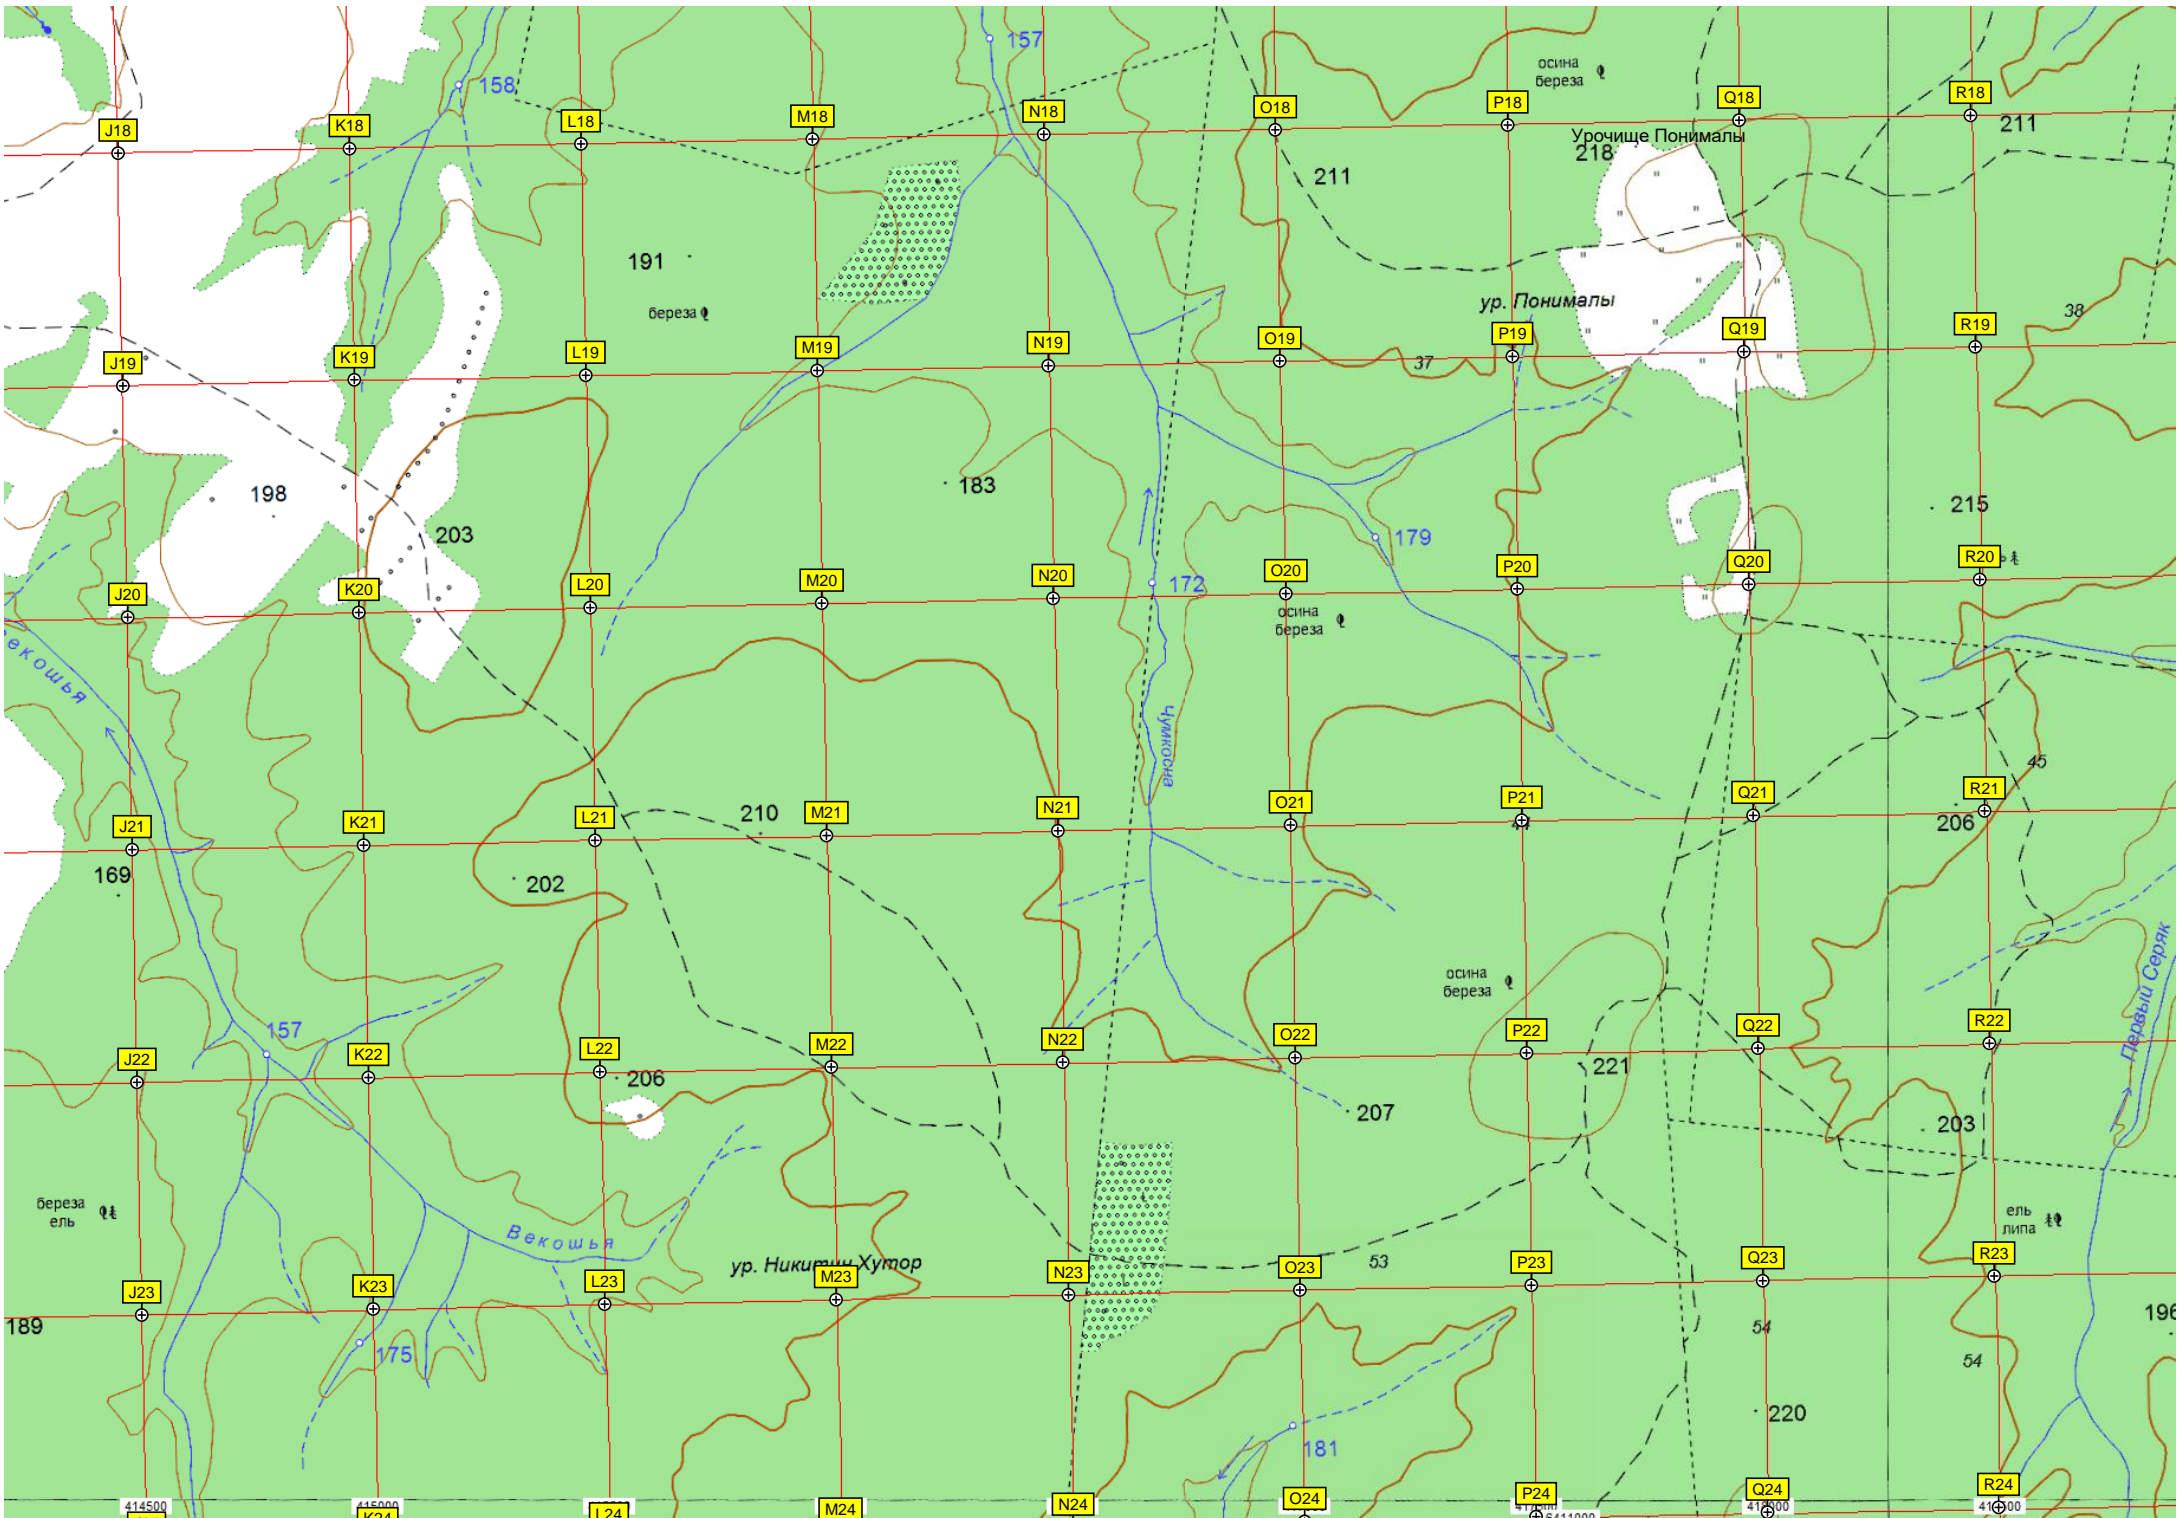 157
158
осина
береза
J18
K18
L18
M18
N18
O18
P18
Q18
R18
211
Урочище Понималы
218
211
191
береза
ур. Понималы
38
J19
K19
L19
M19
N19
O19
P19
Q19
R19
37
198
203
183
179
215
J20
K20
L20
M20
N20
172
O20
P20
Q20
R20
осина
береза
екошья
Чумкосна
45
J21
K21
L21
210
M21
N21
O21
P21
Q21
R21
206
169
202
осина
береза
Первый Серяк
157
J22
K22
L22
M22
N22
O22
P22
Q22
R22
206
221
207
203
береза
ель
Векошья
ель
липа
ур. Никитин Хутор
53
J23
K23
L23
M23
N23
O23
P23
Q23
R23
189
175
54
54
196
220
181
414500
415000
K24
L24
M24
N24
O24
P24
Q24
R24
6411000